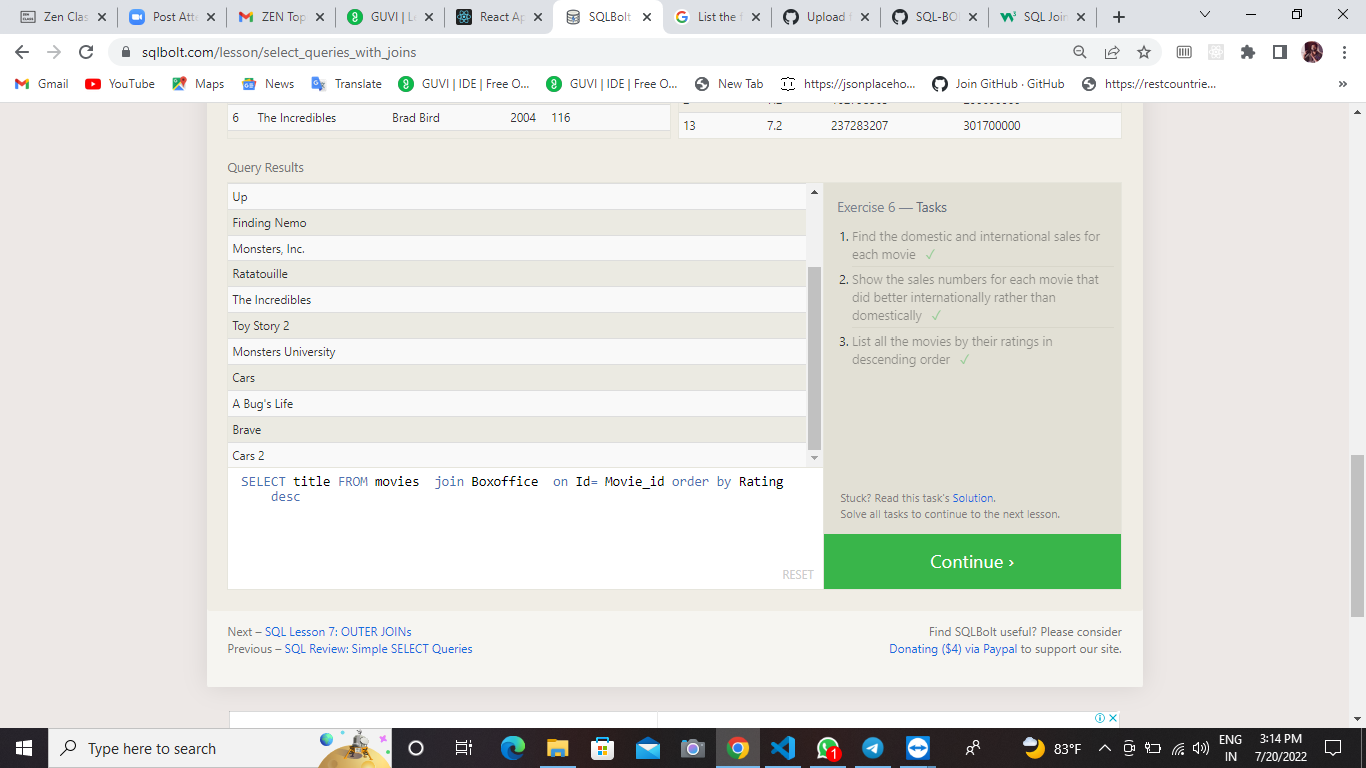 Zen Clas
Post Atte
ZEN Top
GUVI | L
React Ap
SQLBolt
List the f
Upload f
SQL-BOI
SQL Join
sqlbolt.com/lesson/select_queries_with_joins
Gmail
YouTube
Maps
News
Translate
GUVI | IDE | Free O...
GUVI | IDE | Free O...
New Tab
https://jsonplaceho...
Join GitHub · GitHub
https://restcountrie...
»
6 The Incredibles Brad Bird 2004 116
13 7.2 237283207 301700000
Query Results
Up
Finding Nemo
Monsters, Inc.
Ratatouille
The Incredibles
Toy Story 2
Monsters University
Cars
A Bug's Life
Brave
Cars 2
SELECT title FROM movies join Boxoffice on Id= Movie_id order by Rating
desc
RESET
Exercise 6 — Tasks
1. Find the domestic and international sales for
each movie ✓
2. Show the sales numbers for each movie that
did better internationally rather than
domestically ✓
3. List all the movies by their ratings in
descending order ✓
Stuck? Read this task's Solution.
Solve all tasks to continue to the next lesson.
Continue ›
Next – SQL Lesson 7: OUTER JOINs
Previous – SQL Review: Simple SELECT Queries
Find SQLBolt useful? Please consider
Donating ($4) via Paypal to support our site.
Type here to search
1
83°F
ENG
IN
3:14 PM
7/20/2022